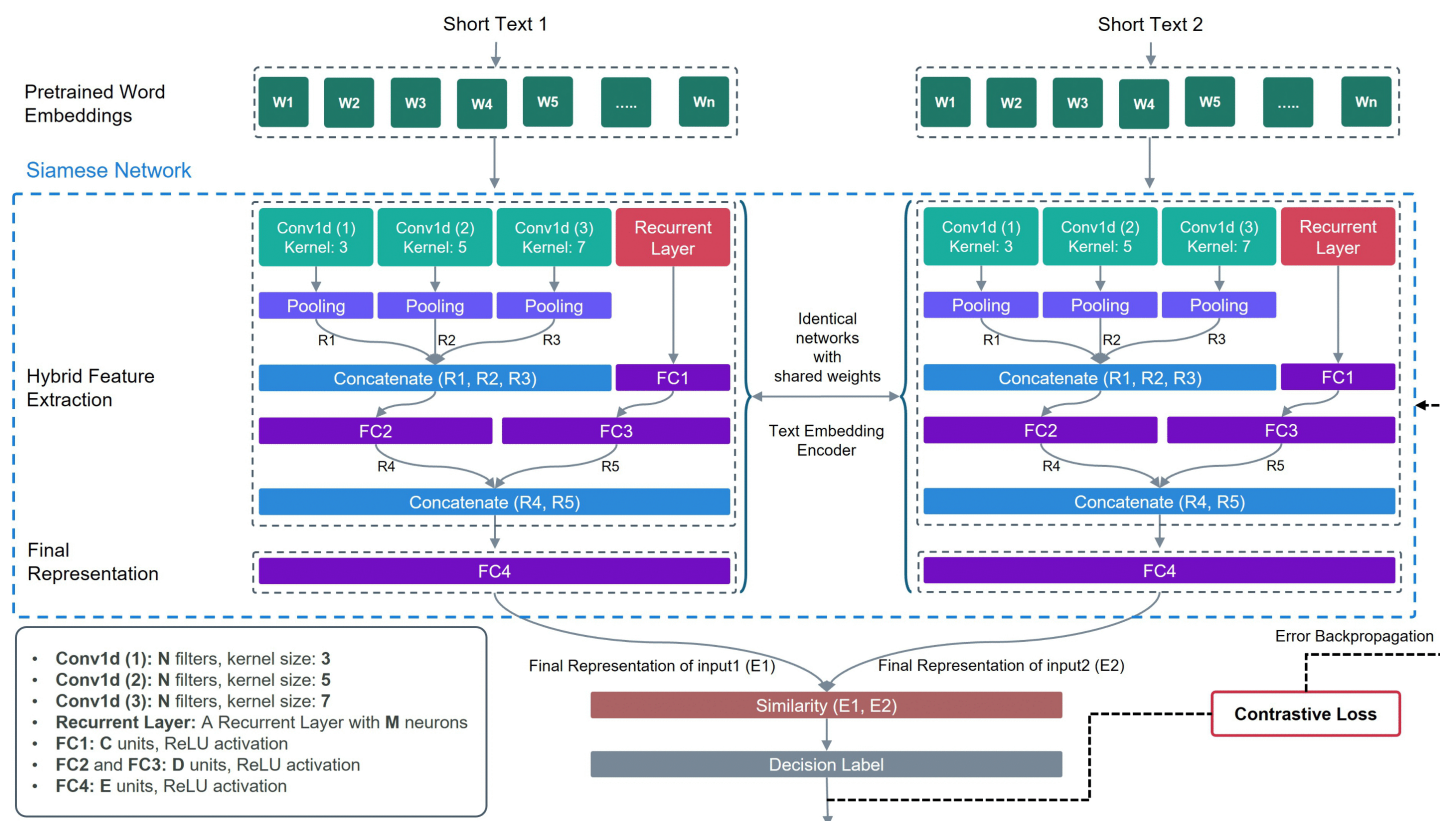 Short Text 1
Short Text 2
Pretrained Word
Embeddings
W1 W2 W3 W4 W5 ..... Wn
W1 W2 W3 W4 W5 ..... Wn
Siamese Network
Hybrid Feature
Extraction
Conv1d (1)
Kernel: 3
Conv1d (2)
Kernel: 5
Conv1d (3)
Kernel: 7
Recurrent
Layer
Pooling
Pooling
Pooling
R1
R2
R3
Concatenate (R1, R2, R3)
FC1
FC2
FC3
R4
R5
Concatenate (R4, R5)
Final
Representation
FC4
Identical
networks
with
shared weights
Text Embedding
Encoder
Conv1d (1)
Kernel: 3
Conv1d (2)
Kernel: 5
Conv1d (3)
Kernel: 7
Recurrent
Layer
Pooling
Pooling
Pooling
R1
R2
R3
Concatenate (R1, R2, R3)
FC1
FC2
FC3
R4
R5
Concatenate (R4, R5)
FC4
• Conv1d (1): N filters, kernel size: 3
• Conv1d (2): N filters, kernel size: 5
• Conv1d (3): N filters, kernel size: 7
• Recurrent Layer: A Recurrent Layer with M neurons
• FC1: C units, ReLU activation
• FC2 and FC3: D units, ReLU activation
• FC4: E units, ReLU activation
Final Representation of input1 (E1)
Final Representation of input2 (E2)
Similarity (E1, E2)
Decision Label
Error Backpropagation
Contrastive Loss